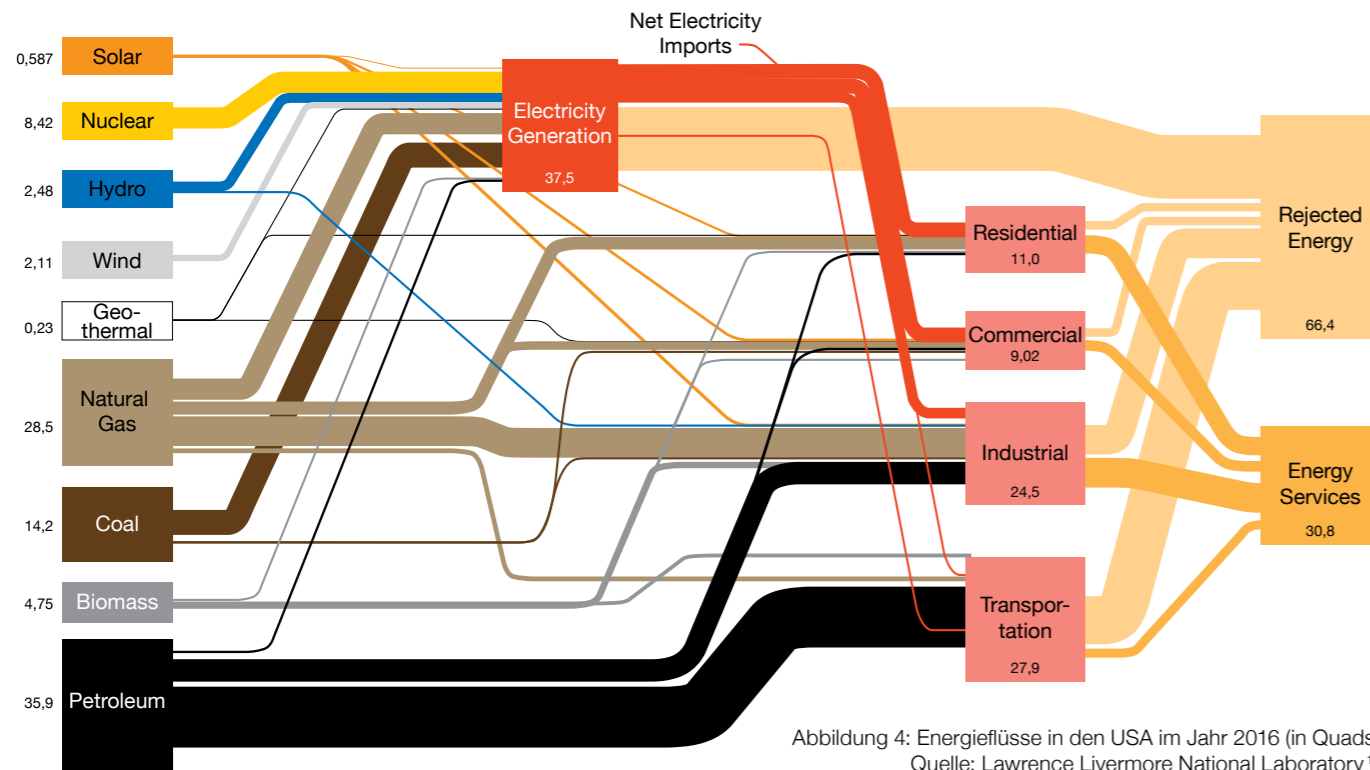 Net Electricity
Imports
0,587
Solar
8,42
Nuclear
2,48
Hydro
2,11
Wind
0,23
Geo-
thermal
28,5
Natural
Gas
14,2
Coal
4,75
Biomass
35,9
Petroleum
Electricity
Generation
37,5
Residential
11,0
Commercial
9,02
Industrial
24,5
Transpor-
tation
27,9
Rejected
Energy
66,4
Energy
Services
30,8
Abbildung 4: Energieflüsse in den USA im Jahr 2016 (in Quads
Quelle: Lawrence Livermore National Laboratory